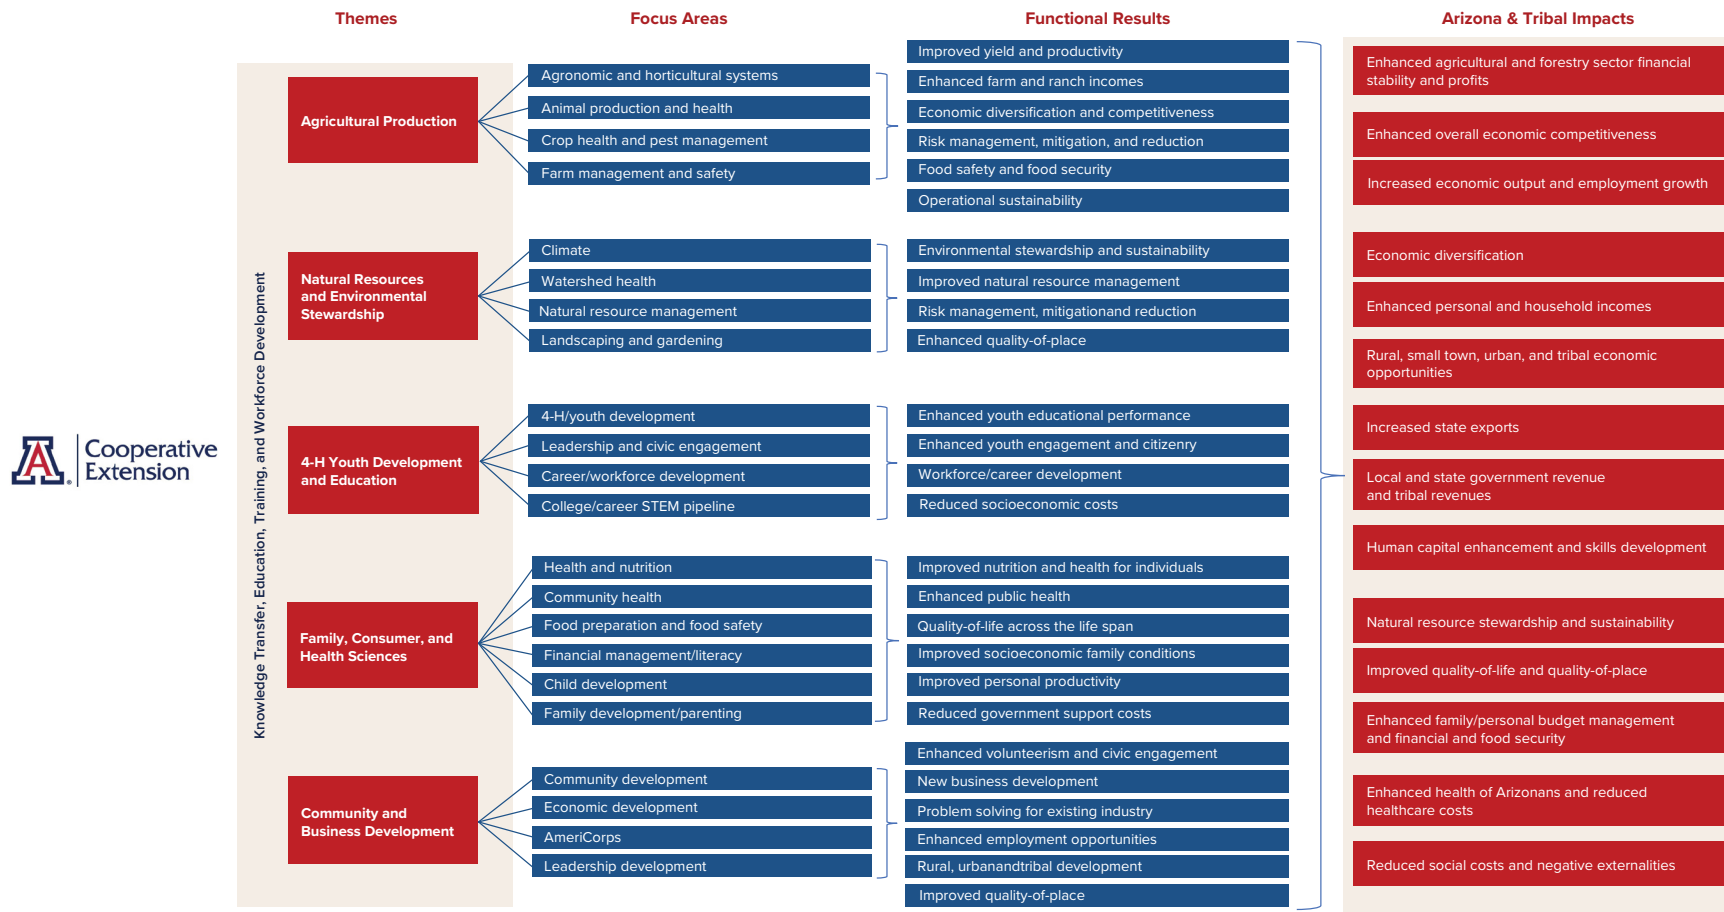 Themes
Focus Areas
Functional Results
Arizona & Tribal Impacts
Cooperative
Extension
Knowledge Transfer, Education, Training, and Workforce Development
Agricultural Production
Agronomic and horticultural systems
Animal production and health
Crop health and pest management
Farm management and safety
Improved yield and productivity
Enhanced farm and ranch incomes
Economic diversification and competitiveness
Risk management, mitigation, and reduction
Food safety and food security
Operational sustainability
Natural Resources
and Environmental
Stewardship
Climate
Watershed health
Natural resource management
Landscaping and gardening
Environmental stewardship and sustainability
Improved natural resource management
Risk management, mitigationand reduction
Enhanced quality-of-place
4-H Youth Development
and Education
4-H/youth development
Leadership and civic engagement
Career/workforce development
College/career STEM pipeline
Enhanced youth educational performance
Enhanced youth engagement and citizenry
Workforce/career development
Reduced socioeconomic costs
Family, Consumer, and
Health Sciences
Health and nutrition
Community health
Food preparation and food safety
Financial management/literacy
Child development
Family development/parenting
Improved nutrition and health for individuals
Enhanced public health
Quality-of-life across the life span
Improved socioeconomic family conditions
Improved personal productivity
Reduced government support costs
Community and
Business Development
Community development
Economic development
AmeriCorps
Leadership development
Enhanced volunteerism and civic engagement
New business development
Problem solving for existing industry
Enhanced employment opportunities
Rural, urbanandtribal development
Improved quality-of-place
Enhanced agricultural and forestry sector financial
stability and profits
Enhanced overall economic competitiveness
Increased economic output and employment growth
Economic diversification
Enhanced personal and household incomes
Rural, small town, urban, and tribal economic
opportunities
Increased state exports
Local and state government revenue
and tribal revenues
Human capital enhancement and skills development
Natural resource stewardship and sustainability
Improved quality-of-life and quality-of-place
Enhanced family/personal budget management
and financial and food security
Enhanced health of Arizonans and reduced
healthcare costs
Reduced social costs and negative externalities